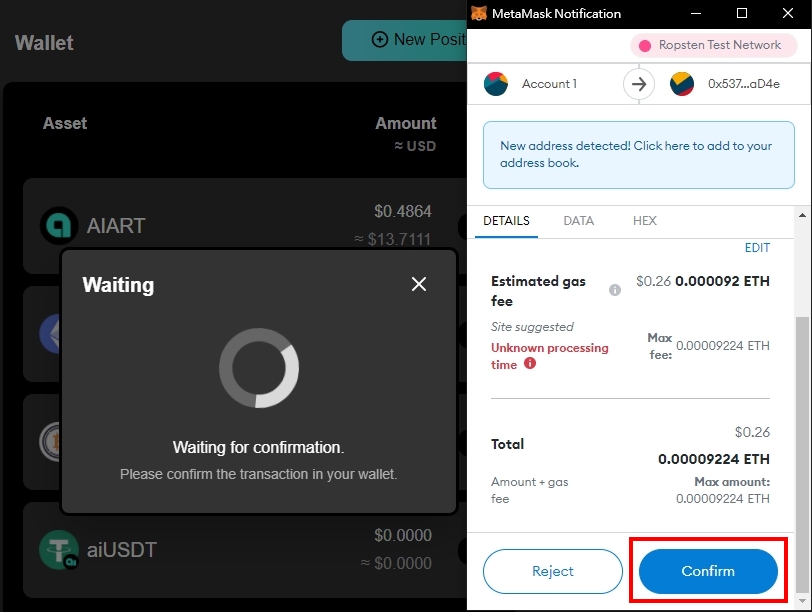 Wallet
New Posit
Asset
Amount
≈ USD
AIART
$0.4864
≈ $13.7111
Waiting
Waiting for confirmation.
Please confirm the transaction in your wallet.
aiUSDT
$0.0000
≈ $0.0000
MetaMask Notification
Ropsten Test Network
Account 1
0x537...aD4e
New address detected! Click here to add to your
address book.
DETAILS DATA HEX
EDIT
Estimated gas
fee
$0.26 0.000092 ETH
Site suggested
Unknown processing
time
Max
fee:
0.00009224 ETH
Total
$0.26
0.00009224 ETH
Amount + gas
fee
Max amount:
0.00009224 ETH
Reject
Confirm